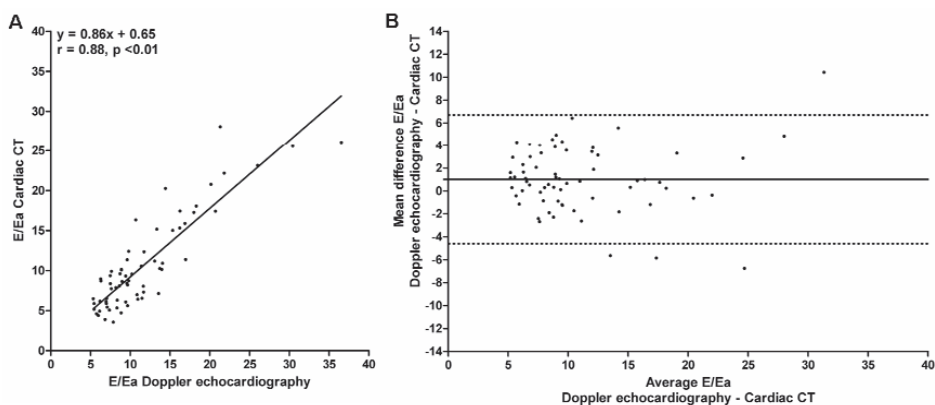 A
y = 0.86x + 0.65
r = 0.88, p <0.01
E/Ea Cardiac CT
40
35
30
25
20
15
10
5
0
0 5 10 15 20 25 30 35 40
E/Ea Doppler echocardiography
B
Mean difference E/Ea
Doppler echocardiography - Cardiac CT
14
12
10
8
6
4
2
0
-2
-4
-6
-8
-10
-12
-14
0 5 10 15 20 25 30 35 40
Average E/Ea
Doppler echocardiography - Cardiac CT